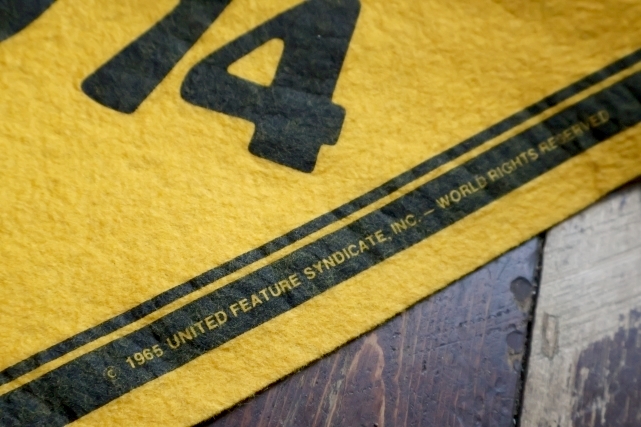 14
© 1965 UNITED FEATURE SYNDICATE, INC. — WORLD RIGHTS RESERVED